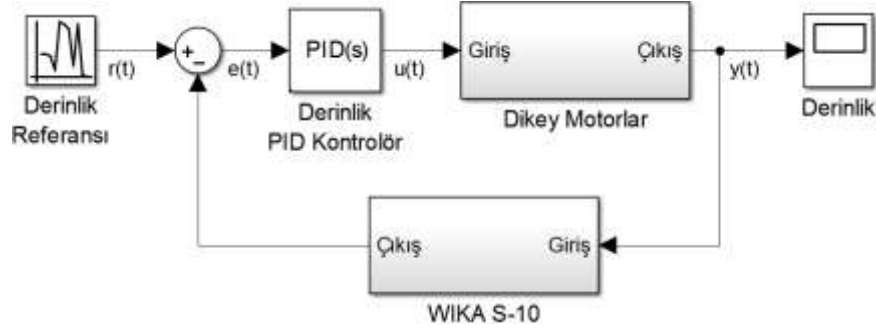 r(t)
Derinlik
Referansı
+
−
e(t)
PID(s)
Derinlik
PID Kontrolör
u(t)
Giriş
Çıkış
Dikey Motorlar
y(t)
Derinlik
Çıkış
Giriş
WIKA S-10